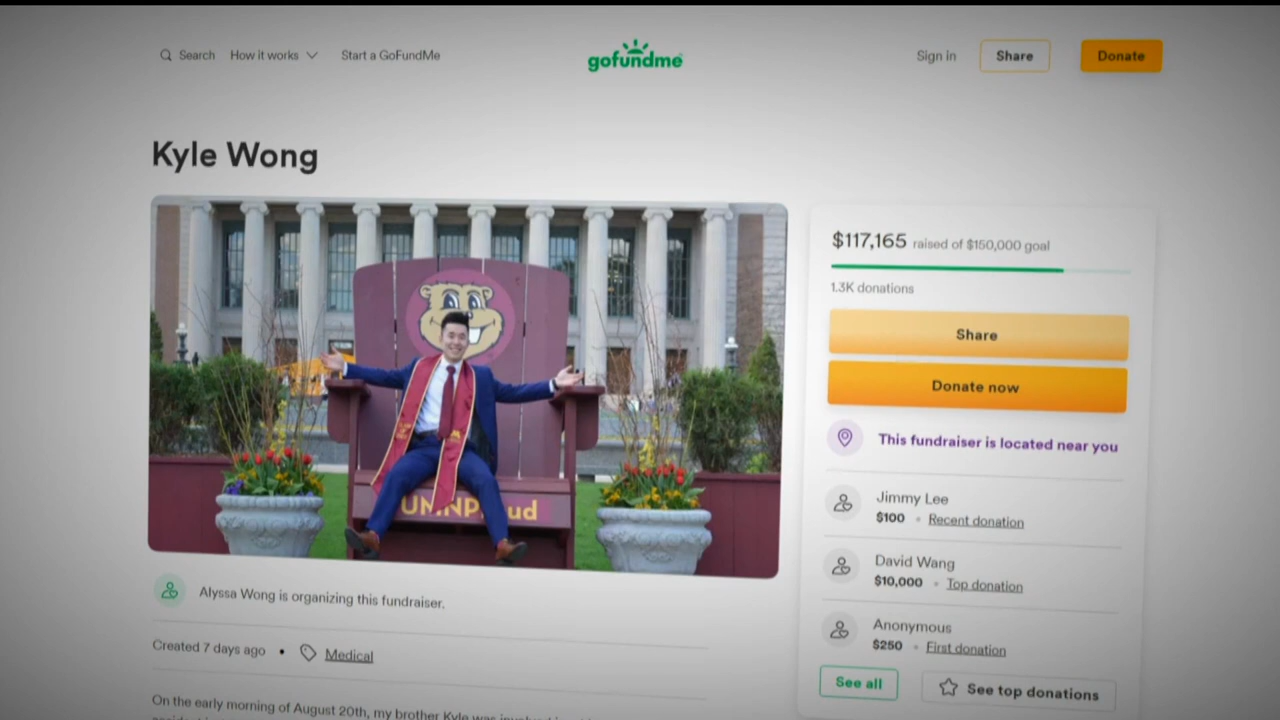 Search How it works Start a GoFundMe gofundme Sign in Share Donate
Kyle Wong
$117,165 raised of $150,000 goal
1.3K donations
Share
Donate now
This fundraiser is located near you
Jimmy Lee
$100 • Recent donation
David Wang
$10,000 • Top donation
Anonymous
$250 • First donation
See all See top donations
Alyssa Wong is organizing this fundraiser.
Created 7 days ago • Medical
On the early morning of August 20th, my brother Kyle was